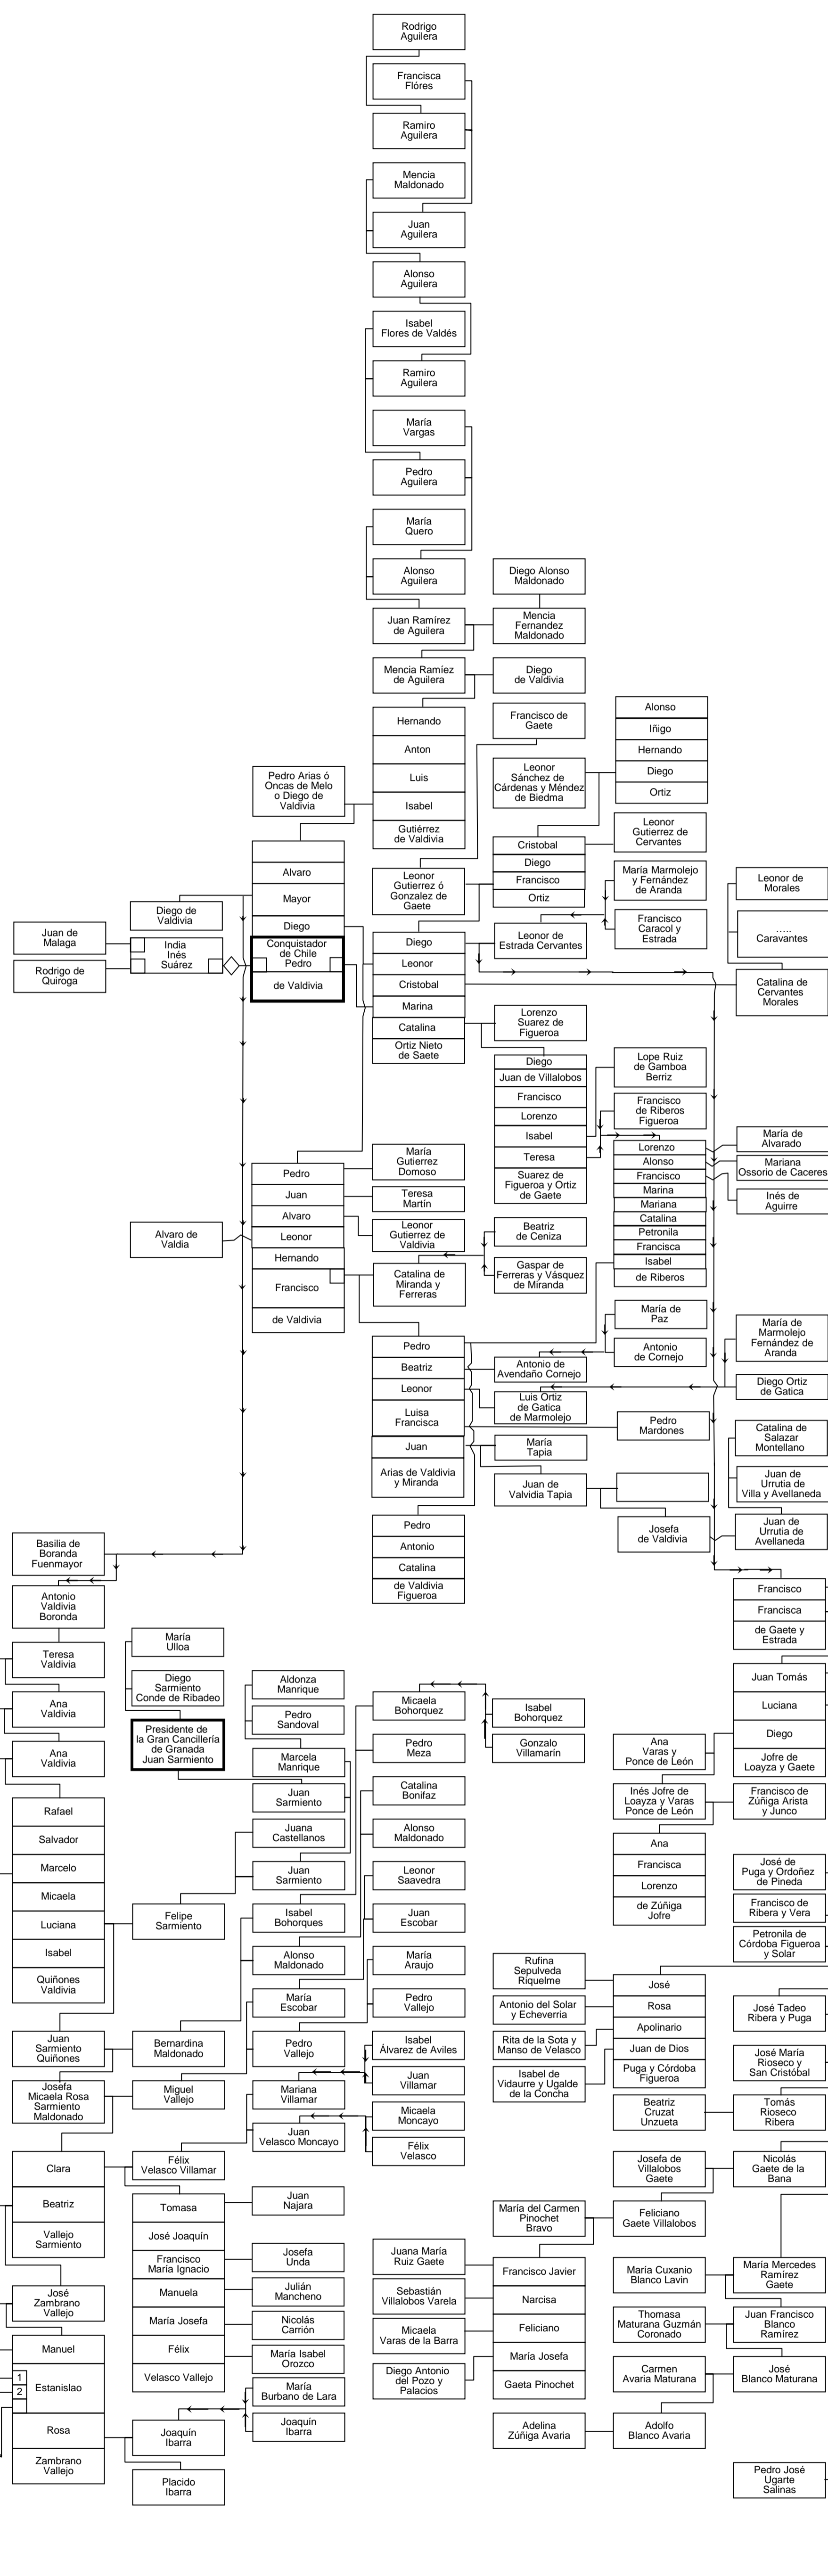 Rodrigo
Aguilera
Francisca
Flóres
Ramiro
Aguilera
Mencia
Maldonado
Juan
Aguilera
Alonso
Aguilera
Isabel
Flores de Valdés
Ramiro
Aguilera
María
Vargas
Pedro
Aguilera
María
Quero
Alonso
Aguilera
Diego Alonso
Maldonado
Juan Ramírez
de Aguilera
Mencia
Fernandez
Maldonado
Mencia Ramíez
de Aguilera
Diego
de Valdivia
Hernando
Anton
Luis
Isabel
Gutiérrez
de Valdivia
Francisco de
Gaete
Alonso
Iñigo
Hernando
Diego
Ortiz
Pedro Arias ó
Oncas de Melo
o Diego de
Valdivia
Leonor
Sánchez de
Cárdenas y Méndez
de Biedma
Leonor
Gutierrez de
Cervantes
Cristobal
Diego
Francisco
Ortiz
Alvaro
Mayor
Diego
Conquistador
de Chile
Pedro
de Valdivia
Leonor
Gutierrez ó
Gonzalez de
Gaete
María Marmolejo
y Fernández
de Aranda
Leonor de
Morales
Diego de
Valdivia
Juan de
Malaga
India
Inés
Suárez
Rodrigo de
Quiroga
Francisco
Caracol y
Estrada
.....
Caravantes
Diego
Leonor
Cristobal
Marina
Catalina
Ortiz Nieto
de Saete
Leonor de
Estrada Cervantes
Catalina de
Cervantes
Morales
Lorenzo
Suarez de
Figueroa
Diego
Juan de Villalobos
Francisco
Lorenzo
Isabel
Teresa
Suarez de
Figueroa y Ortiz
de Gaete
Lope Ruiz
de Gamboa
Berriz
Francisco
de Riberos
Figueroa
María de
Alvarado
Mariana
Ossorio de Caceres
Inés de
Aguirre
Lorenzo
Alonso
Francisco
Marina
Mariana
Catalina
Petronila
Francisca
Isabel
de Riberos
Pedro
Juan
Alvaro
Leonor
Hernando
Francisco
de Valdivia
María
Gutierrez
Domoso
Teresa
Martín
Leonor
Gutierrez de
Valdivia
Alvaro de
Valdia
Beatriz
de Ceniza
Catalina de
Miranda y
Ferreras
Gaspar de
Ferreras y Vásquez
de Miranda
María de
Paz
Antonio
de Cornejo
María de
Marmolejo
Fernández de
Aranda
Diego Ortiz
de Gatica
Pedro
Beatriz
Leonor
Luisa
Francisca
Juan
Arias de Valdivia
y Miranda
Antonio de
Avendaño Cornejo
Luis Ortiz
de Gatica
de Marmolejo
Pedro
Mardones
María
Tapia
Juan de
Valvidia Tapia
Josefa
de Valdivia
Catalina de
Salazar
Montellano
Juan de
Urrutia de
Villa y Avellaneda
Juan de
Urrutia de
Avellaneda
Pedro
Antonio
Catalina
de Valdivia
Figueroa
Basilia de
Boranda
Fuenmayor
Antonio
Valdivia
Boronda
Teresa
Valdivia
Ana
Valdivia
Ana
Valdivia
Francisco
Francisca
de Gaete y
Estrada
María
Ulloa
Diego
Sarmiento
Conde de Ribadeo
Presidente de
la Gran Cancillería
de Granada
Juan Sarmiento
Aldonza
Manrique
Pedro
Sandoval
Marcela
Manrique
Juan
Sarmiento
Juana
Castellanos
Juan
Sarmiento
Micaela
Bohorquez
Isabel
Bohorquez
Gonzalo
Villamarín
Pedro
Meza
Catalina
Bonifaz
Alonso
Maldonado
Leonor
Saavedra
Juan
Escobar
María
Araujo
Pedro
Vallejo
Juan Tomás
Luciana
Diego
Jofre de
Loayza y Gaete
Ana
Varas y
Ponce de León
Inés Jofre de
Loayza y Varas
Ponce de León
Francisco de
Zúñiga Arista
y Junco
Ana
Francisca
Lorenzo
de Zúñiga
Jofre
José de
Puga y Ordoñez
de Pineda
Francisco de
Ribera y Vera
Petronila de
Córdoba Figueroa
y Solar
Rafael
Salvador
Marcelo
Micaela
Luciana
Isabel
Quiñones
Valdivia
Felipe
Sarmiento
Isabel
Bohorques
Alonso
Maldonado
María
Escobar
Pedro
Vallejo
Rufina
Sepulveda
Riquelme
Antonio del Solar
y Echeverria
Rita de la Sota y
Manso de Velasco
Isabel de
Vidaurre y Ugalde
de la Concha
José
Rosa
Apolinario
Juan de Dios
Puga y Córdoba
Figueroa
José Tadeo
Ribera y Puga
José María
Rioseco y
San Cristóbal
Juan
Sarmiento
Quiñones
Bernardina
Maldonado
Isabel
Álvarez de Aviles
Juan
Villamar
Josefa
Micaela Rosa
Sarmiento
Maldonado
Miguel
Vallejo
Mariana
Villamar
Micaela
Moncayo
Juan
Velasco Moncayo
Félix
Velasco
Beatriz
Cruzat
Unzueta
Tomás
Rioseco
Ribera
Clara
Beatriz
Vallejo
Sarmiento
Félix
Velasco Villamar
Tomasa
José Joaquín
Francisco
María Ignacio
Manuela
María Josefa
Félix
Velasco Vallejo
Juan
Najara
Josefa
Unda
Julián
Mancheno
Nicolás
Carrión
María Isabel
Orozco
Josefa de
Villalobos
Gaete
Nicolás
Gaete de la
Bana
María del Carmen
Pinochet
Bravo
Feliciano
Gaete Villalobos
Juana María
Ruiz Gaete
Sebastián
Villalobos Varela
Micaela
Varas de la Barra
Diego Antonio
del Pozo y
Palacios
Francisco Javier
Narcisa
Feliciano
María Josefa
Gaeta Pinochet
María Cuxanio
Blanco Lavin
María Mercedes
Ramírez
Gaete
Thomasa
Maturana Guzmán
Coronado
Juan Francisco
Blanco
Ramírez
Carmen
Avaria Maturana
José
Blanco Maturana
Adelina
Zúñiga Avaria
Adolfo
Blanco Avaria
José
Zambrano
Vallejo
Manuel
1
2
Estanislao
Rosa
Zambrano
Vallejo
María
Burbano de Lara
Joaquín
Ibarra
Joaquín
Ibarra
Placido
Ibarra
Pedro José
Ugarte
Salinas